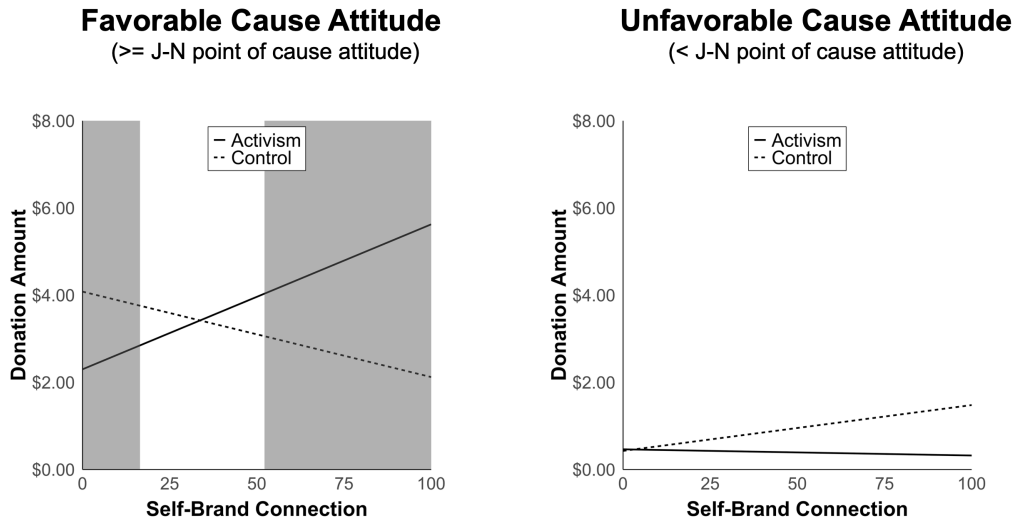 Favorable Cause Attitude
(>= J-N point of cause attitude)
$8.00
$6.00
$4.00
$2.00
$0.00
Donation Amount
Activism
Control
0
25
50
75
100
Self-Brand Connection
Unfavorable Cause Attitude
(< J-N point of cause attitude)
$8.00
$6.00
$4.00
$2.00
$0.00
Donation Amount
Activism
Control
0
25
50
75
100
Self-Brand Connection